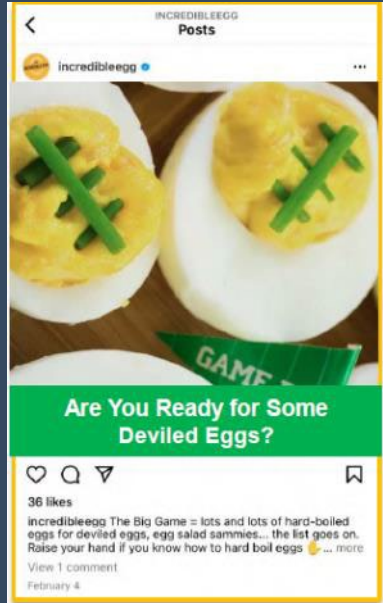 INCREDIBLEEGG
Posts
incredibleegg
GAME
Are You Ready for Some
Deviled Eggs?
36 likes
incredibleegg The Big Game = lots and lots of hard-boiled
eggs for deviled eggs, egg salad sammies... the list goes on.
Raise your hand if you know how to hard boil eggs ✋... more
View 1 comment
February 4